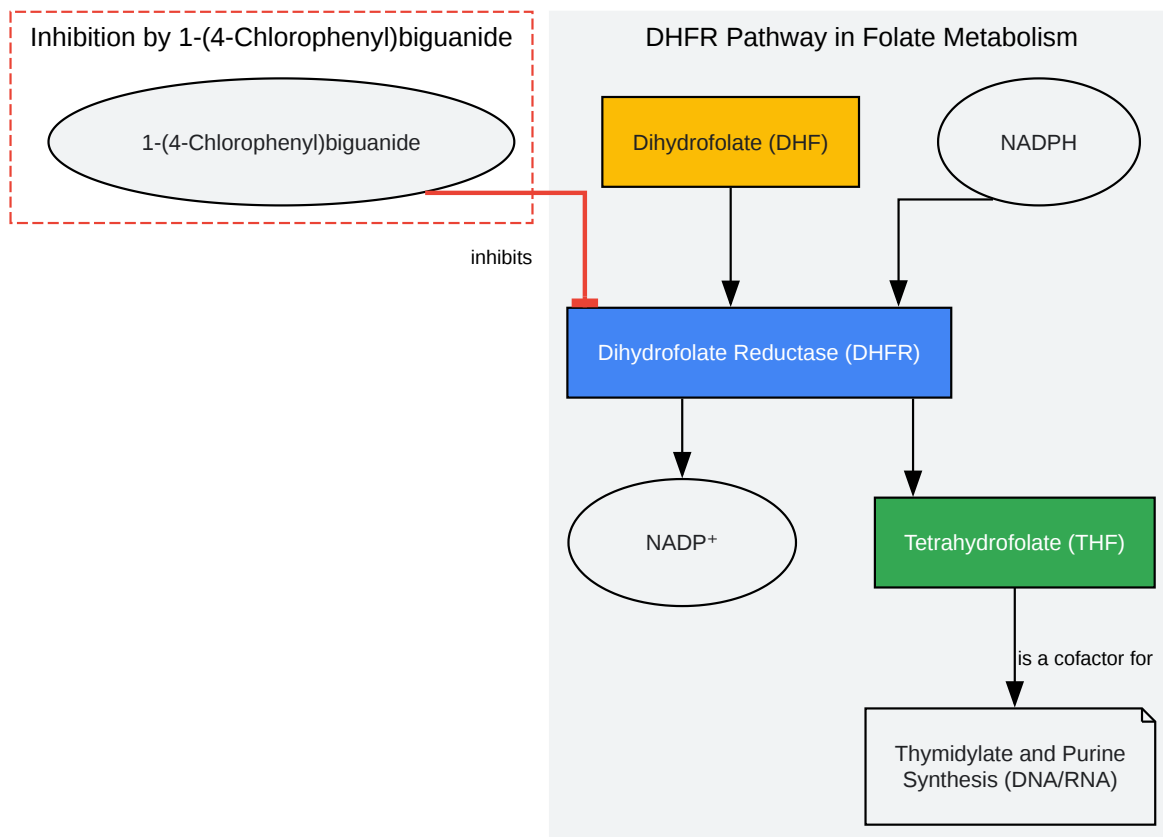 Inhibition by 1-(4-Chlorophenyl)biguanide
DHFR Pathway in Folate Metabolism
1-(4-Chlorophenyl)biguanide
Dihydrofolate (DHF)
NADPH
inhibits
Dihydrofolate Reductase (DHFR)
NADP⁺
Tetrahydrofolate (THF)
is a cofactor for
Thymidylate and Purine
Synthesis (DNA/RNA)